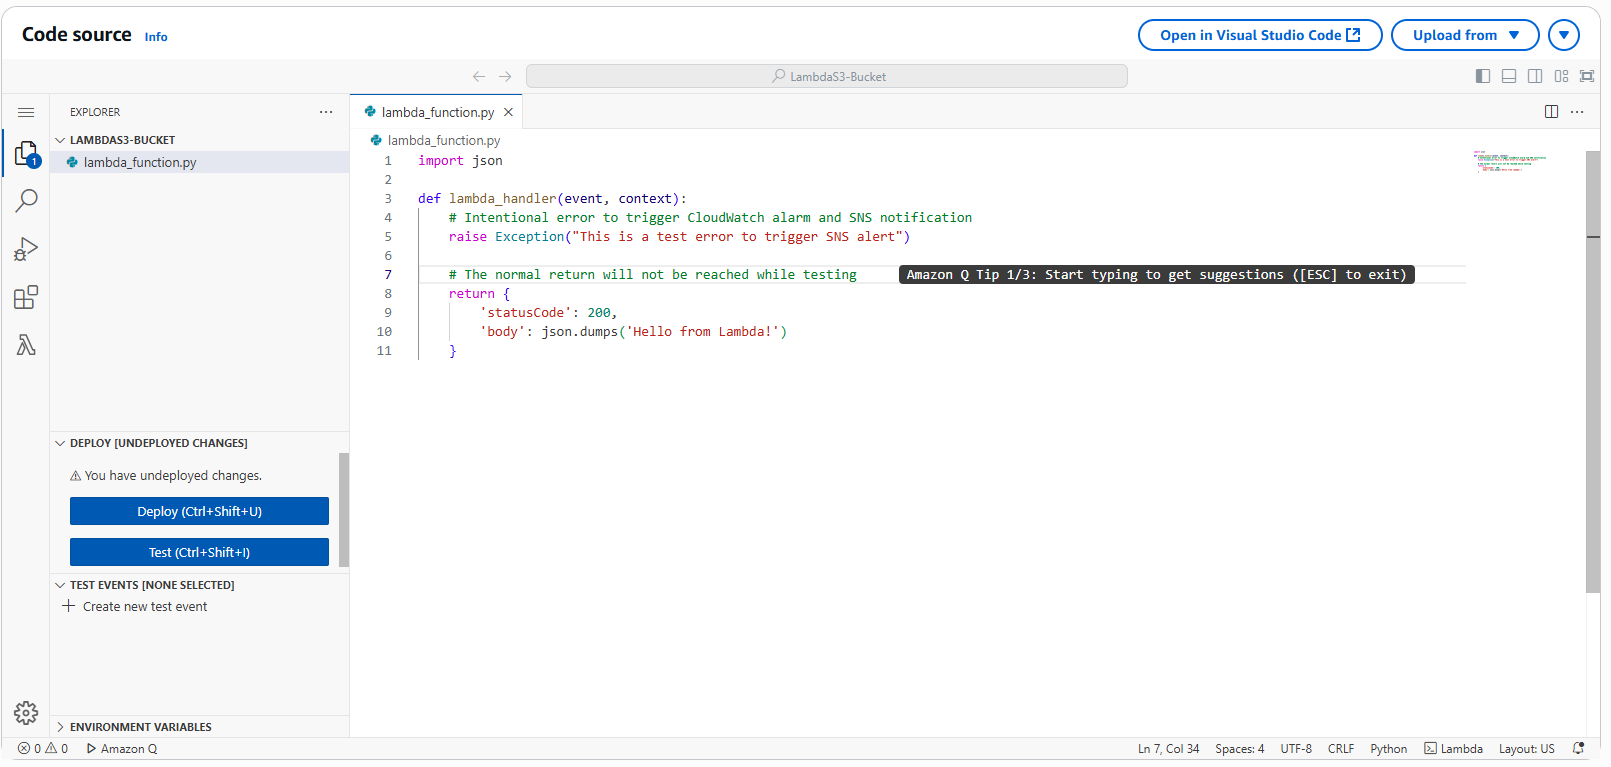 Code source Info
Open in Visual Studio Code
Upload from
LambdaS3-Bucket
EXPLORER
LAMBDAS3-BUCKET
lambda_function.py
1
DEPLOY [UNDEPLOYED CHANGES]
You have undeployed changes.
Deploy (Ctrl+Shift+U)
Test (Ctrl+Shift+I)
TEST EVENTS [NONE SELECTED]
Create new test event
ENVIRONMENT VARIABLES
lambda_function.py
lambda_function.py
1 import json
2
3 def lambda_handler(event, context):
4 # Intentional error to trigger CloudWatch alarm and SNS notification
5 raise Exception("This is a test error to trigger SNS alert")
6
7 # The normal return will not be reached while testing Amazon Q Tip 1/3: Start typing to get suggestions ([ESC] to exit)
8 return {
9 'statusCode': 200,
10 'body': json.dumps('Hello from Lambda!')
11 }
0 0 Amazon Q Ln 7, Col 34 Spaces: 4 UTF-8 CRLF Python Lambda Layout: US